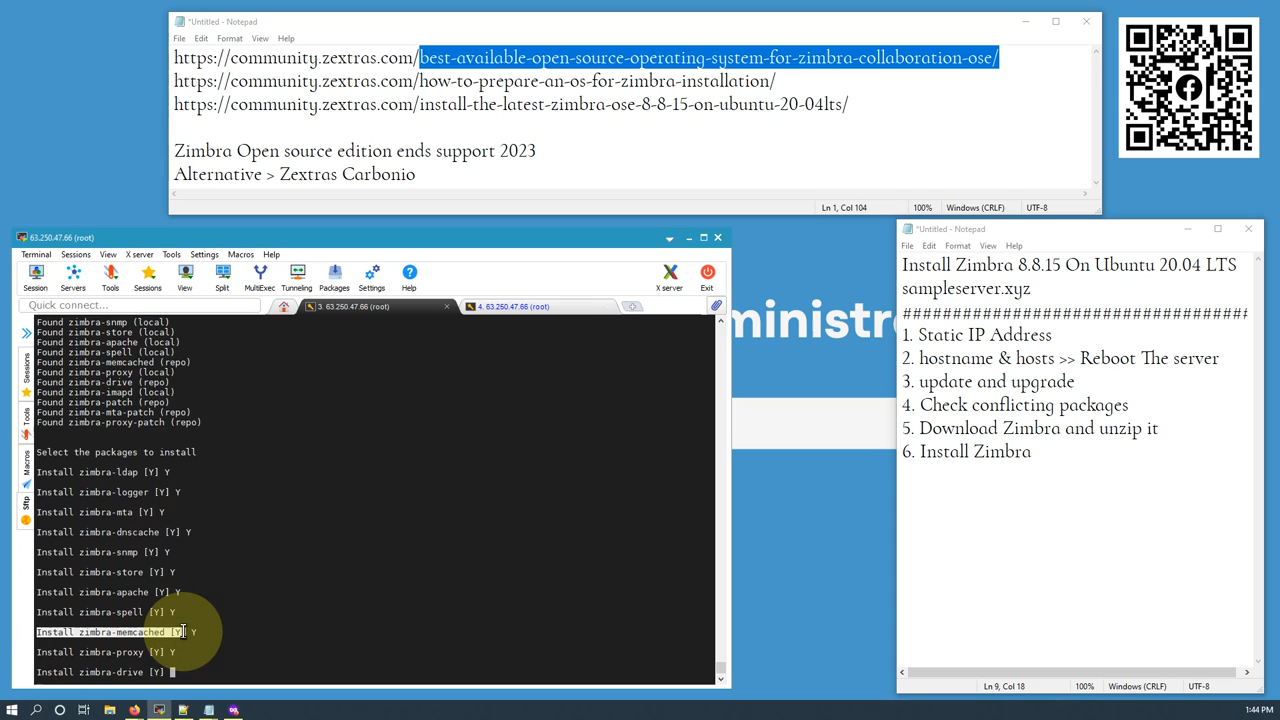 *Untitled - Notepad
File Edit Format View Help
https://community.zextras.com/best-available-open-source-operating-system-for-zimbra-collaboration-ose/
https://community.zextras.com/how-to-prepare-an-os-for-zimbra-installation/
https://community.zextras.com/install-the-latest-zimbra-ose-8-8-15-on-ubuntu-20-04lts/
Zimbra Open source edition ends support 2023
Alternative > Zextras Carbonio
Ln 1, Col 104 100% Windows (CRLF) UTF-8
63.250.47.66 (root)
Terminal Sessions View X server Tools Settings Macros Help
Session Servers Tools Sessions View Split MultiExec Tunneling Packages Settings Help X server Exit
Quick connect...
3. 63.250.47.66 (root)
4. 63.250.47.66 (root)
Sessions
Tools
Macros
Sftp
Found zimbra-snmp (local)
Found zimbra-store (local)
Found zimbra-apache (local)
Found zimbra-spell (local)
Found zimbra-memcached (repo)
Found zimbra-proxy (local)
Found zimbra-drive (repo)
Found zimbra-imapd (local)
Found zimbra-patch (repo)
Found zimbra-mta-patch (repo)
Found zimbra-proxy-patch (repo)
Select the packages to install
Install zimbra-ldap [Y] Y
Install zimbra-logger [Y] Y
Install zimbra-mta [Y] Y
Install zimbra-dnscache [Y] Y
Install zimbra-snmp [Y] Y
Install zimbra-store [Y] Y
Install zimbra-apache [Y] Y
Install zimbra-spell [Y] Y
Install zimbra-memcached [Y] Y
Install zimbra-proxy [Y] Y
Install zimbra-drive [Y]
*Untitled - Notepad
File Edit Format View Help
Install Zimbra 8.8.15 On Ubuntu 20.04 LTS
sampleserver.xyz
##################################
1. Static IP Address
2. hostname & hosts >> Reboot The server
3. update and upgrade
4. Check conflicting packages
5. Download Zimbra and unzip it
6. Install Zimbra
Ln 9, Col 18 100% Windows (CRLF) UTF-8
1:44 PM